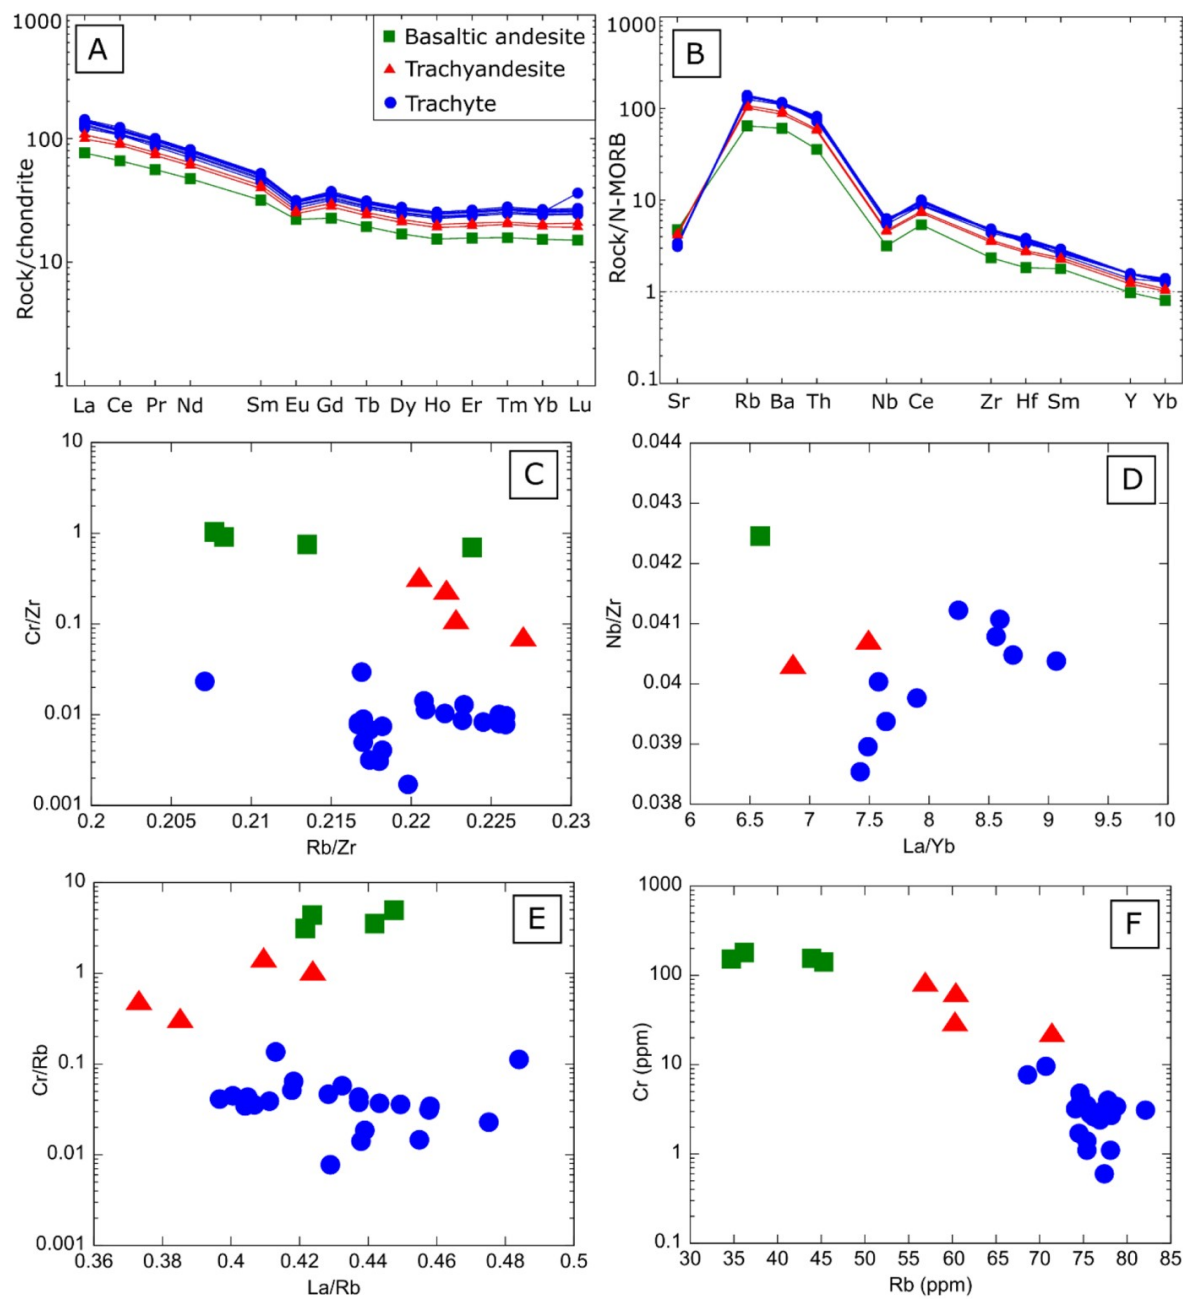 A
Basaltic andesite
Trachyandesite
Trachyte
Rock/chondrite
1000
100
10
1
La Ce Pr Nd Sm Eu Gd Tb Dy Ho Er Tm Yb Lu
B
Rock/N-MORB
1000
100
10
1
0.1
Sr Rb Ba Th Nb Ce Zr Hf Sm Y Yb
C
Cr/Zr
10
1
0.1
0.01
0.001
0.2 0.205 0.21 0.215 0.22 0.225 0.23
Rb/Zr
D
Nb/Zr
0.044
0.043
0.042
0.041
0.04
0.039
0.038
6 6.5 7 7.5 8 8.5 9 9.5 10
La/Yb
E
Cr/Rb
10
1
0.1
0.01
0.001
0.36 0.38 0.4 0.42 0.44 0.46 0.48 0.5
La/Rb
F
Cr (ppm)
1000
100
10
1
0.1
30 35 40 45 50 55 60 65 70 75 80 85
Rb (ppm)